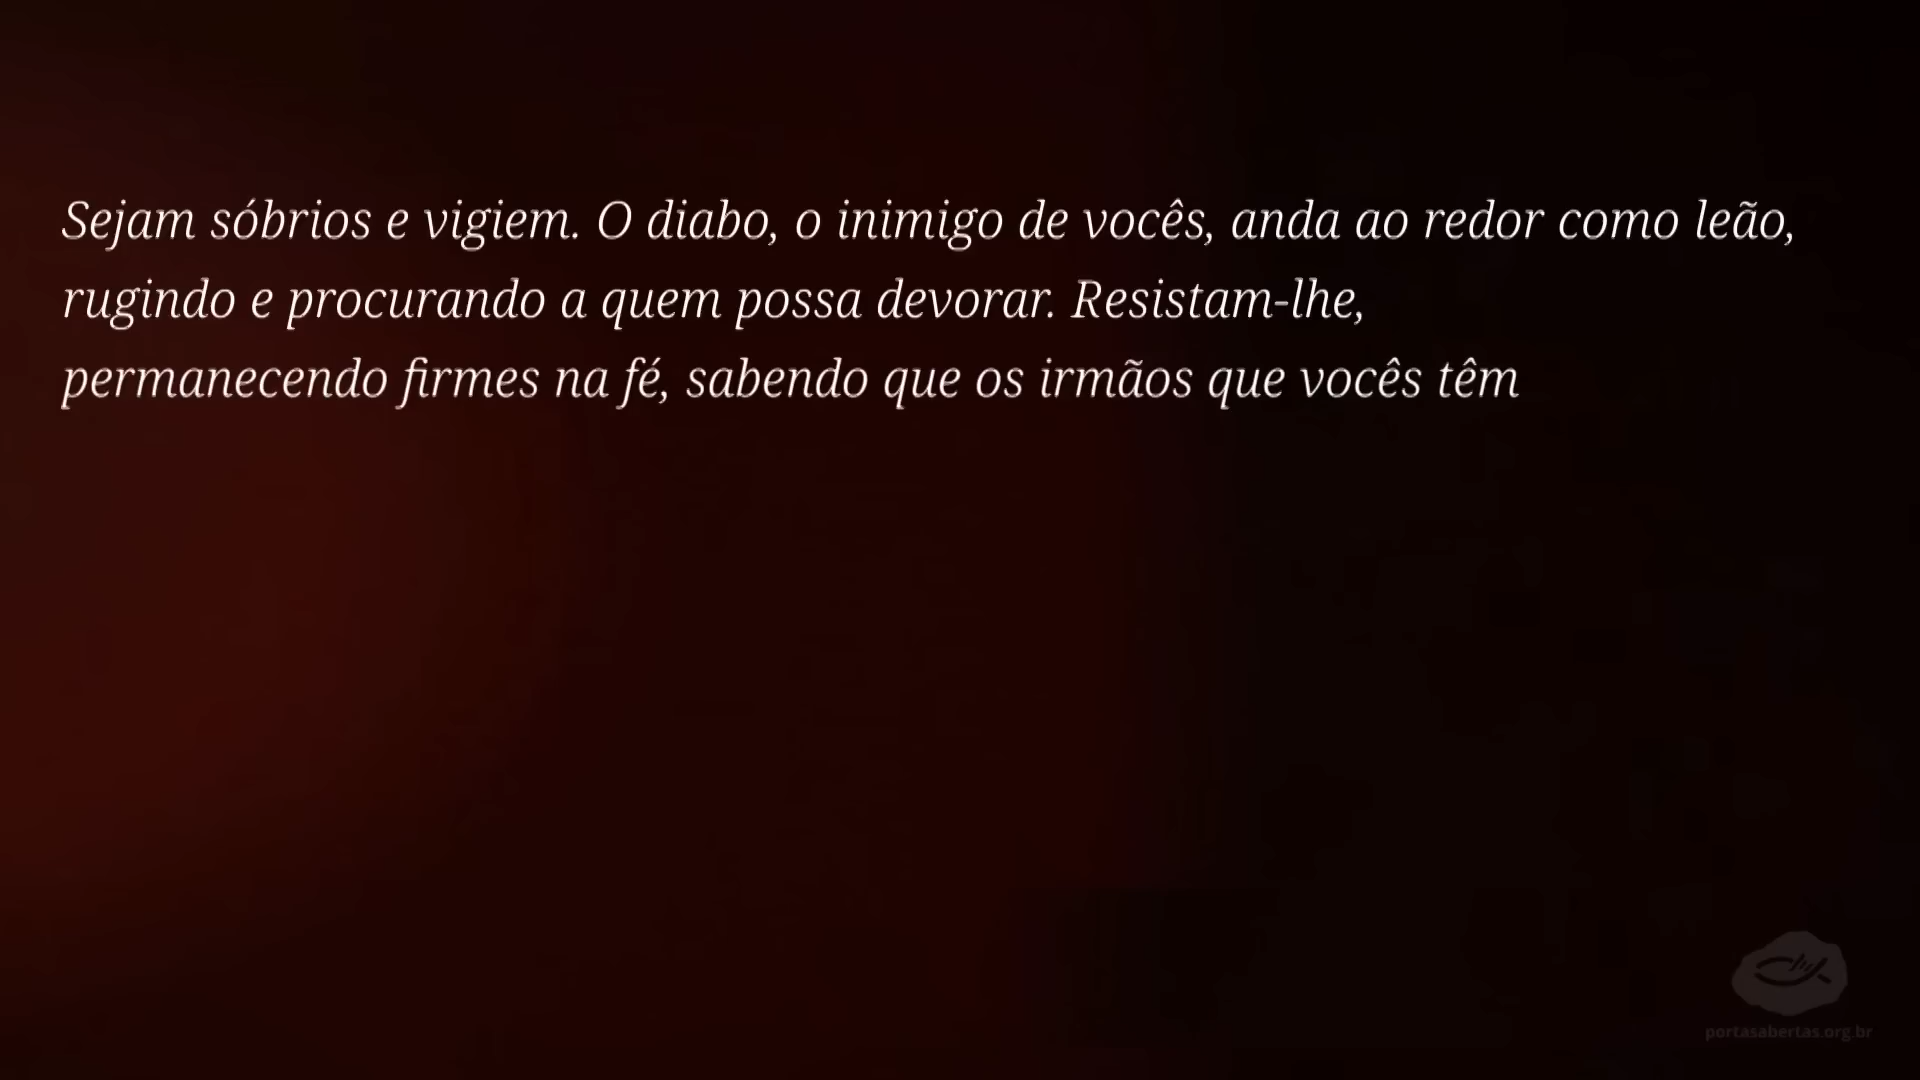 Sejam sóbrios e vigiem. O diabo, o inimigo de vocês, anda ao redor como leão,
rugindo e procurando a quem possa devorar. Resistam-lhe,
permanecendo firmes na fé, sabendo que os irmãos que vocês têm
portasabertas.org.br